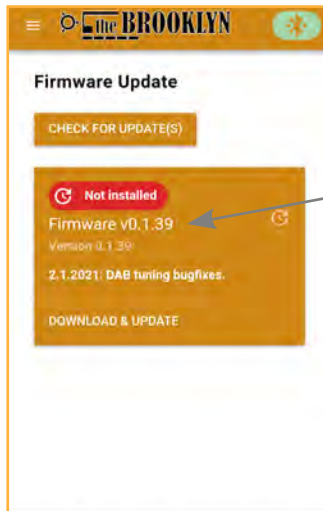 the BROOKLYN
Firmware Update
CHECK FOR UPDATE(S)
Not installed
Firmware v0.1.39
Version 0.1.39
2.1.2021: DAB tuning bugfixes.
DOWNLOAD & UPDATE